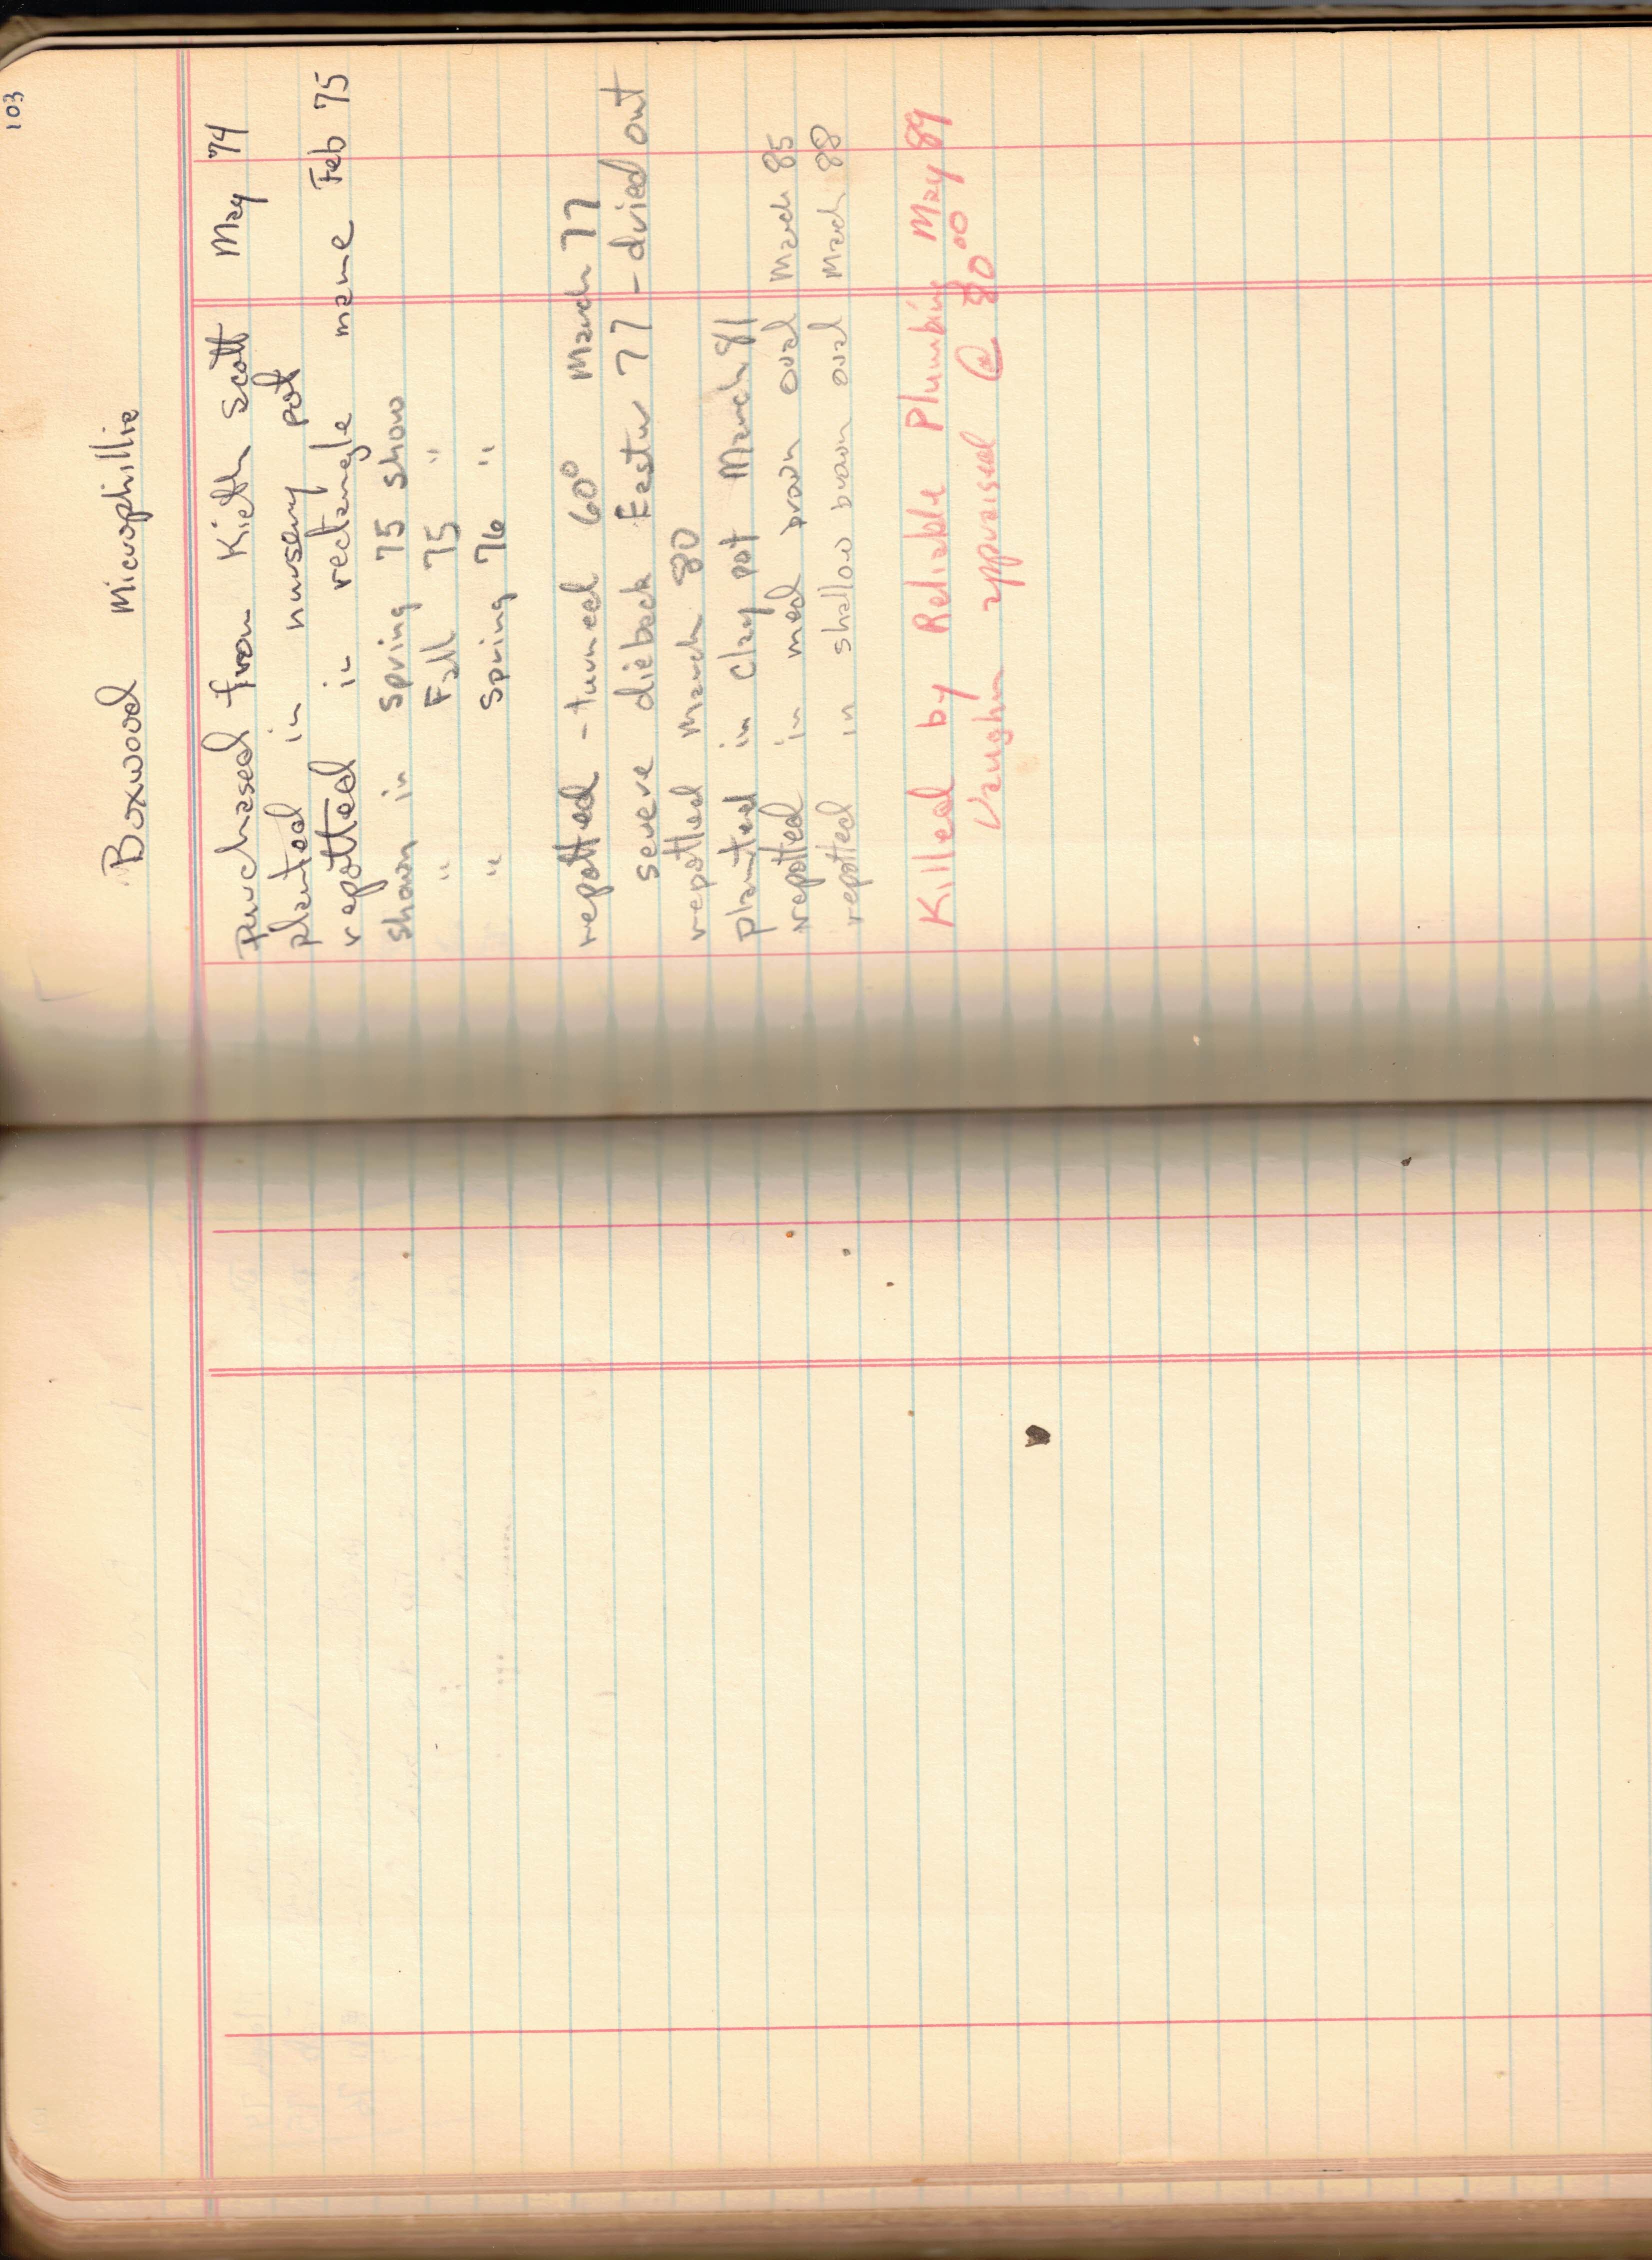 103
Boxwood Microphillia
purchased from Kieth Scott May 74
planted in nursery pot
repotted in rectangle mame Feb 75
shown in Spring 75 show
" Fall 75 "
" Spring 76 "
repotted - turned 60° March 77
severe dieback Easter 77 - dried out
repotted March 80
planted in clay pot March 81
repotted in med brown oval March 85
repotted in shallow brown oval March 88
Killed by Reliable Plumbing May 89
Vaughn appraised @ 80⁰⁰